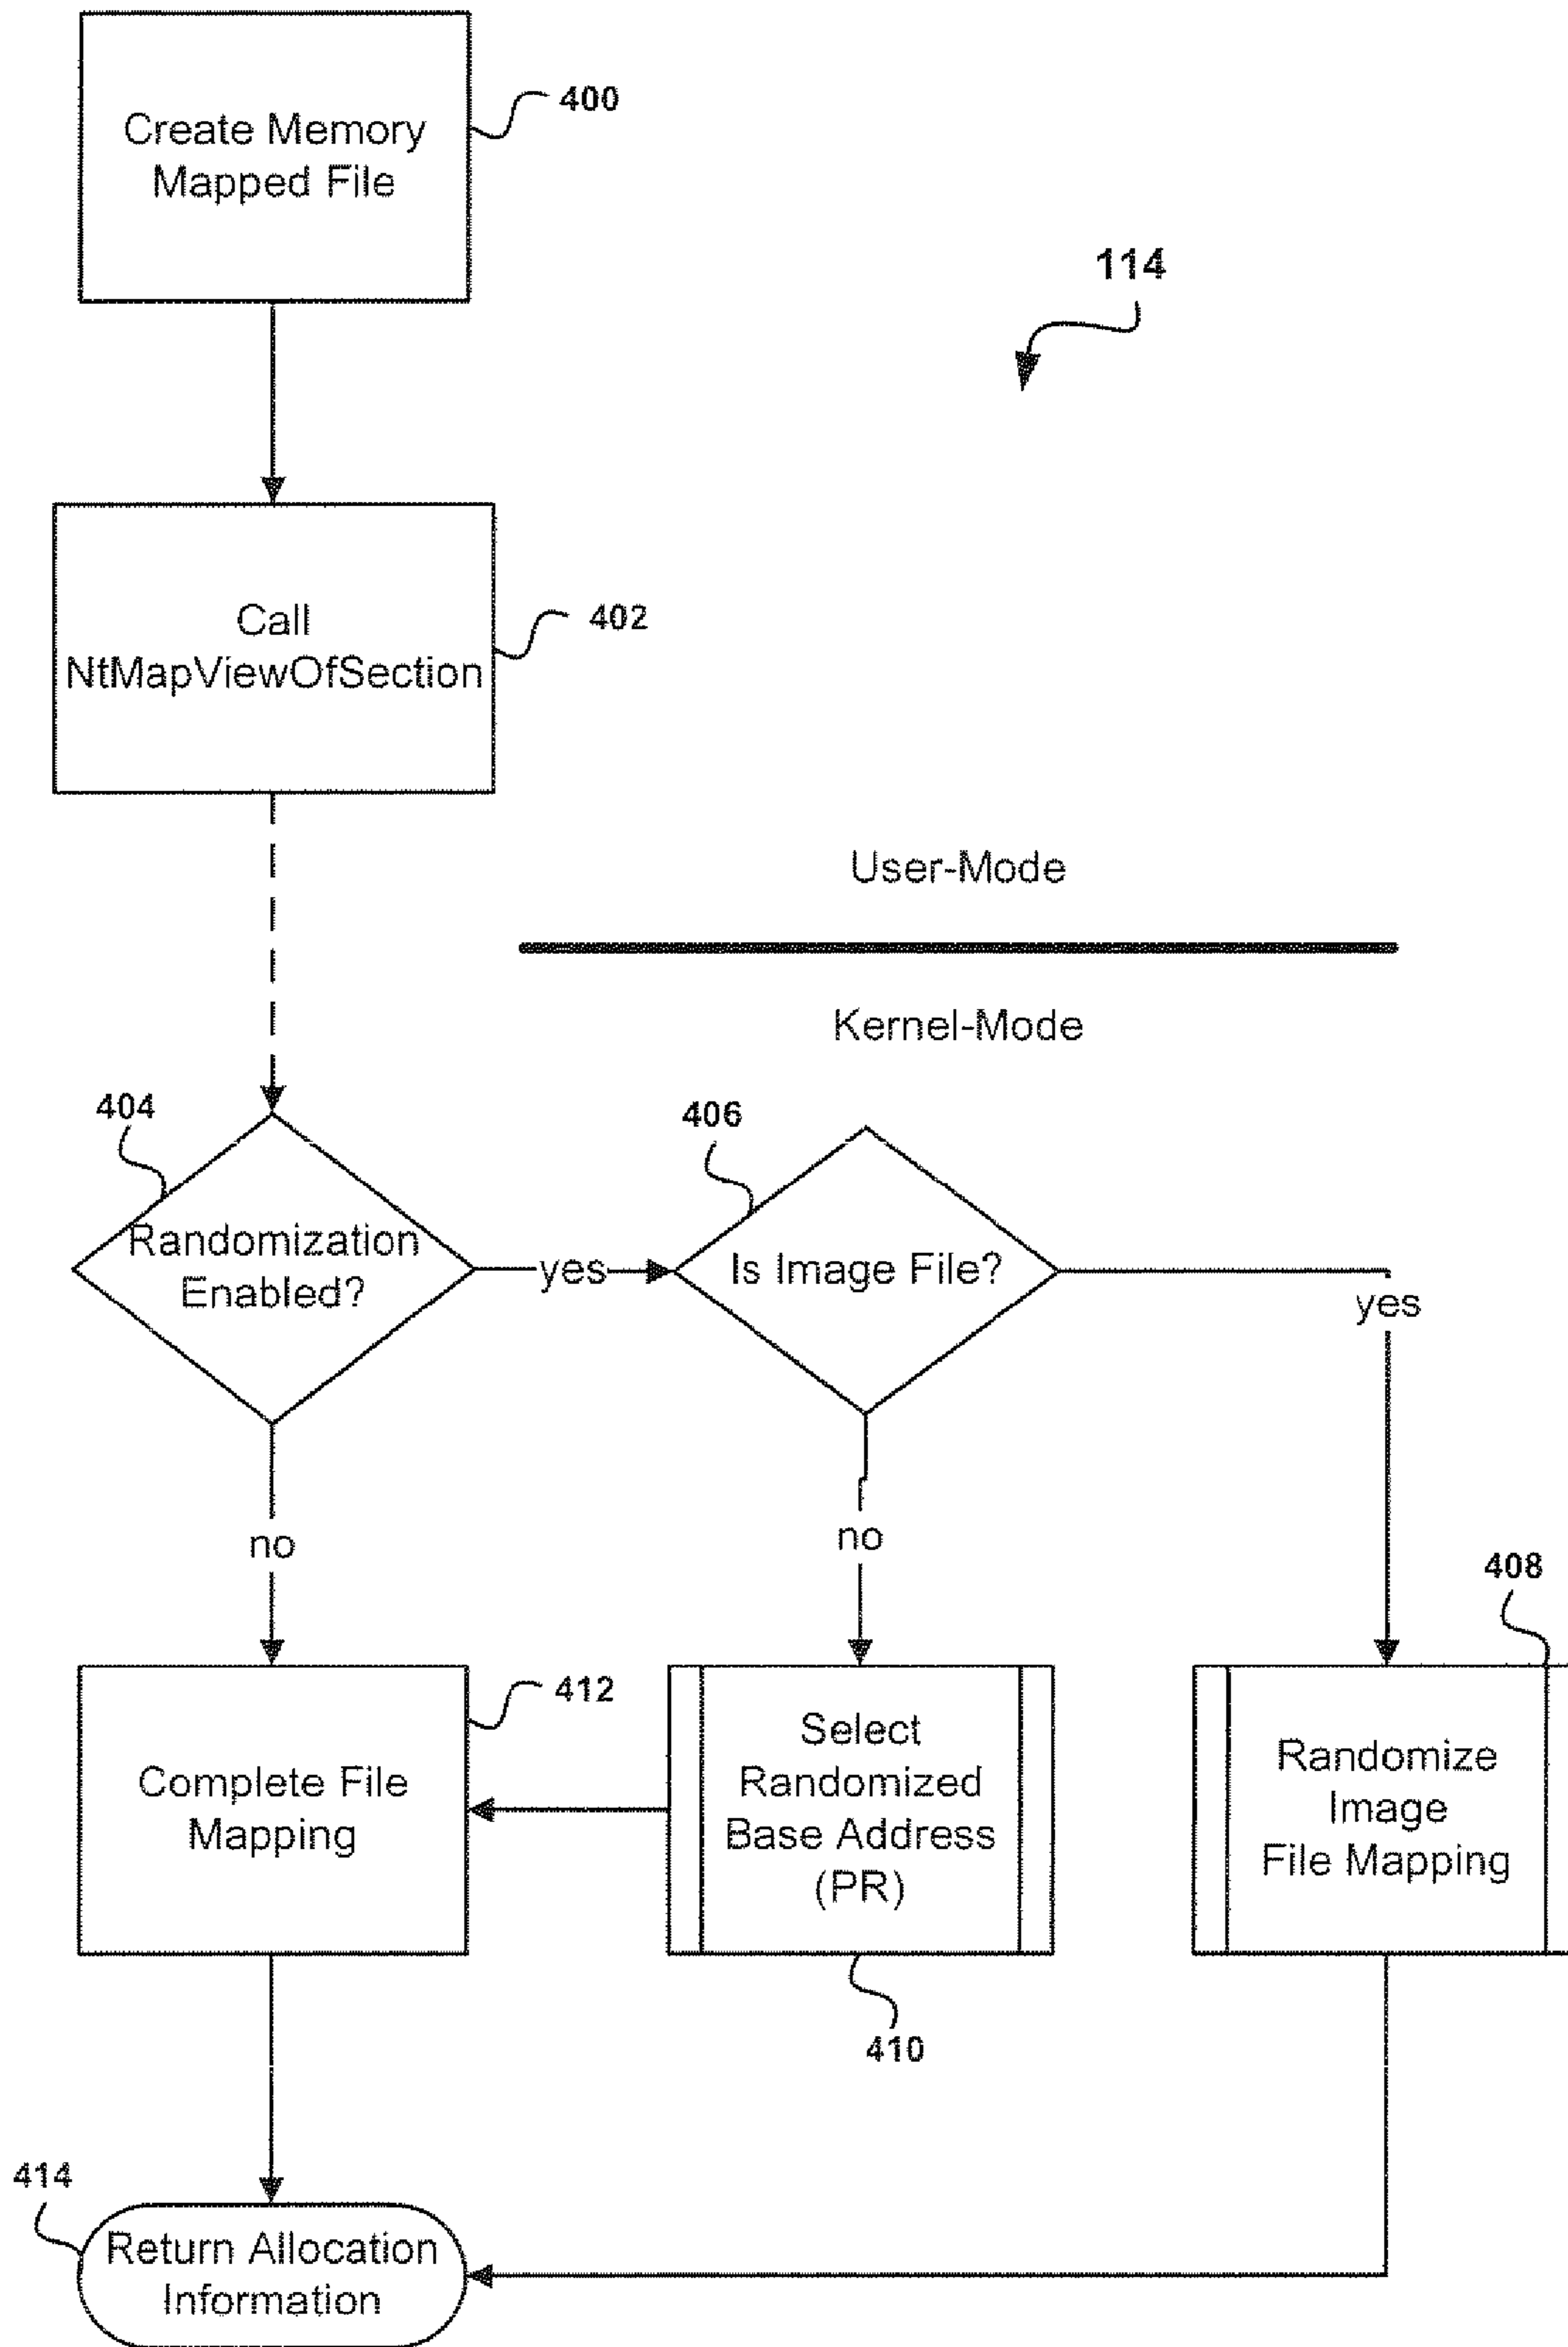 Create Memory
Mapped File
400
114
Call
NtMapViewOfSection
402
User-Mode
Kernel-Mode
404
406
Randomization
Enabled?
yes
Is Image File?
yes
no
no
408
412
Complete File
Mapping
Select
Randomized
Base Address
(PR)
Randomize
Image
File Mapping
410
414
Return Allocation
Information